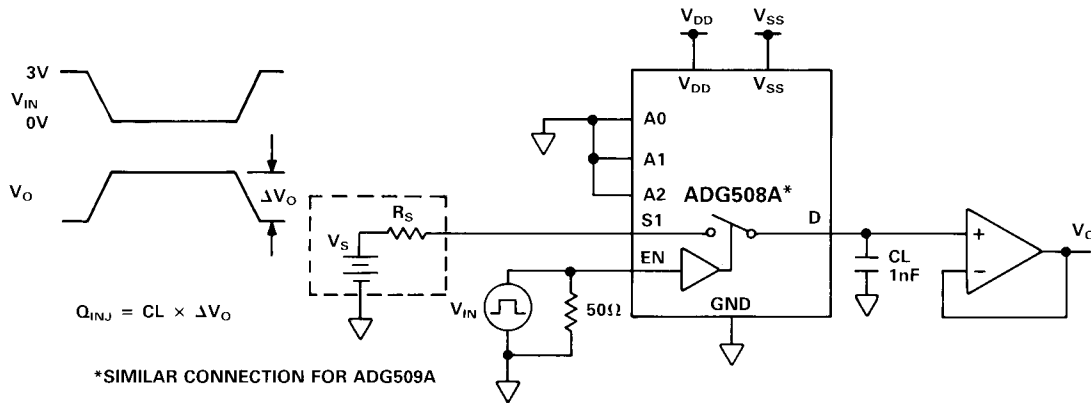 3V
V_IN
0V
V_O
ΔV_O
Q_INJ = CL × ΔV_O
*SIMILAR CONNECTION FOR ADG509A
V_S
R_S
V_IN
50Ω
V_DD
V_SS
V_DD
V_SS
A0
A1
A2
ADG508A*
S1
D
EN
GND
CL
1nF
+
−